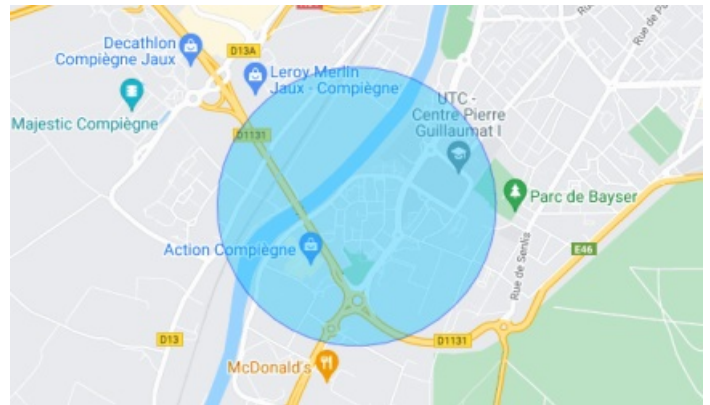 Decathlon
Compiègne Jaux
D13A
Leroy Merlin
Jaux - Compiègne
Majestic Compiègne
D1131
UTC -
Centre Pierre
Guillaumat I
Parc de Bayser
Action Compiègne
E46
Rue de Senlis
D13
D1131
McDonald's